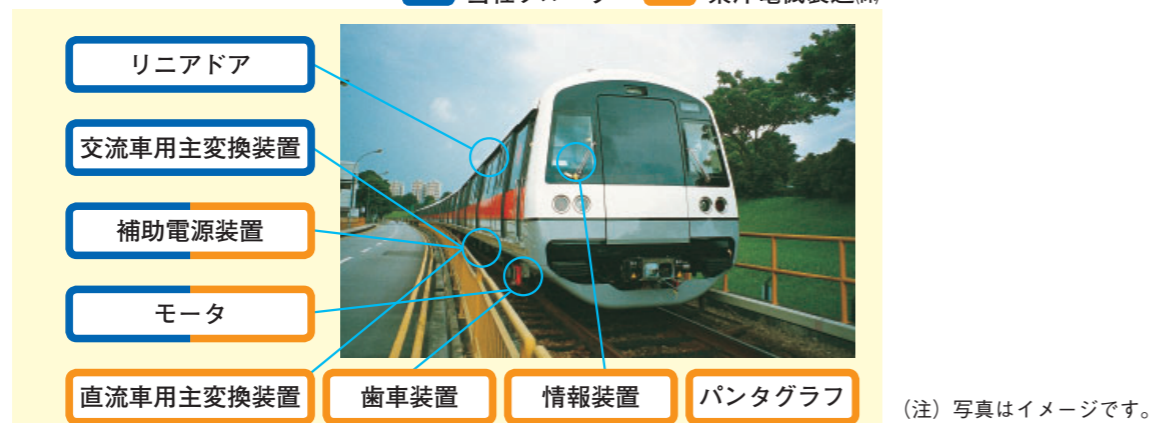 リニアドア
交流車用主変換装置
補助電源装置
モータ
直流車用主変換装置
歯車装置
情報装置
パンタグラフ
(注)写真はイメージです。